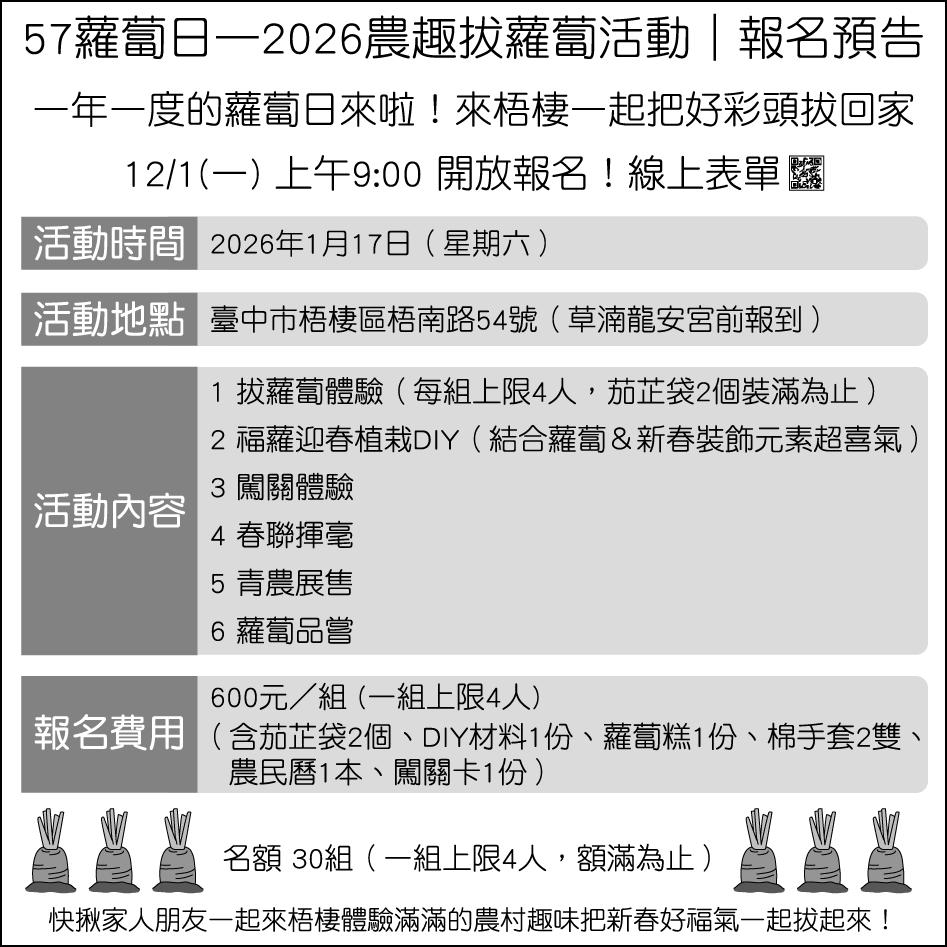 57蘿蔔日—2026農趣拔蘿蔔活動｜報名預告
一年一度的蘿蔔日來啦！來梧棲一起把好彩頭拔回家
12/1(一) 上午9:00 開放報名！線上表單
活動時間 2026年1月17日（星期六）
活動地點 臺中市梧棲區梧南路54號（草湳龍安宮前報到）
活動內容
1 拔蘿蔔體驗（每組上限4人，茄芷袋2個裝滿為止）
2 福蘿迎春植栽DIY（結合蘿蔔＆新春裝飾元素超喜氣）
3 闖關體驗
4 春聯揮毫
5 青農展售
6 蘿蔔品嘗
報名費用
600元／組 (一組上限4人)
（含茄芷袋2個、DIY材料1份、蘿蔔糕1份、棉手套2雙、
農民曆1本、闖關卡1份）
名額 30組（一組上限4人，額滿為止）
快揪家人朋友一起來梧棲體驗滿滿的農村趣味把新春好福氣一起拔起來！